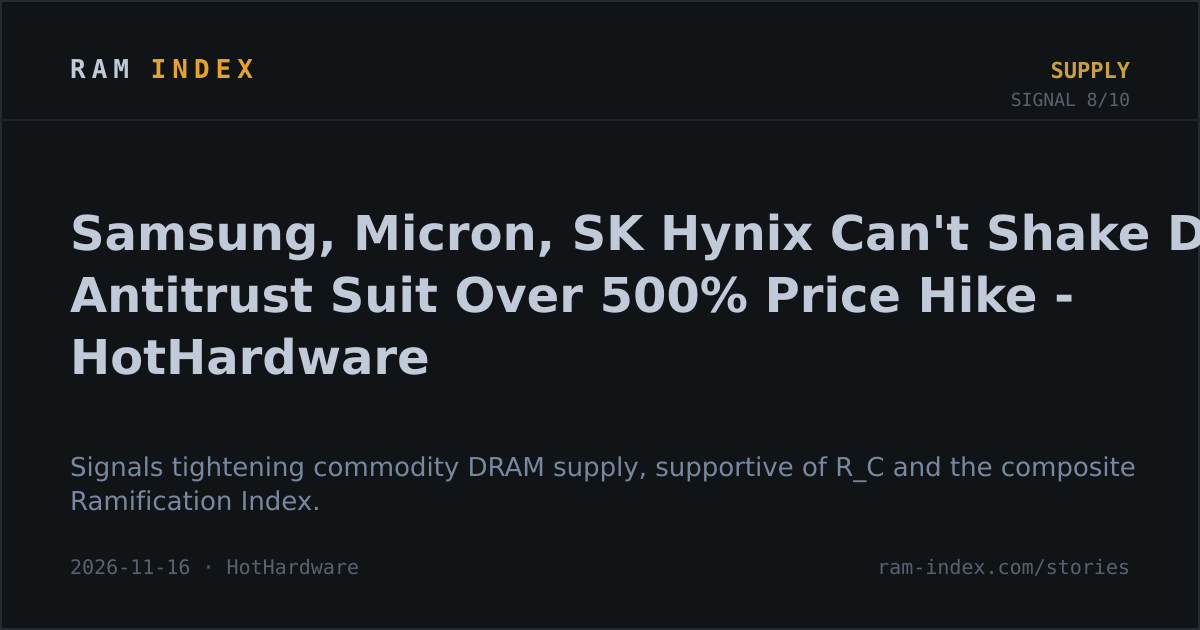 RAM INDEX
SUPPLY
SIGNAL 8/10
Samsung, Micron, SK Hynix Can't Shake
Antitrust Suit Over 500% Price Hike -
HotHardware
Signals tightening commodity DRAM supply, supportive of R_C and the composite
Ramification Index.
2026-11-16 · HotHardware
ram-index.com/stories